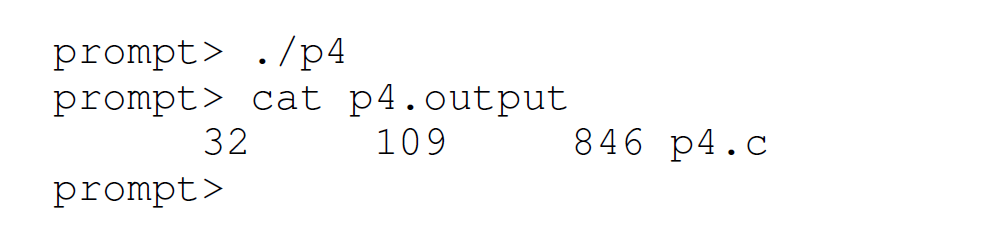 prompt> ./p4
prompt> cat p4.output
      32     109     846 p4.c
prompt>